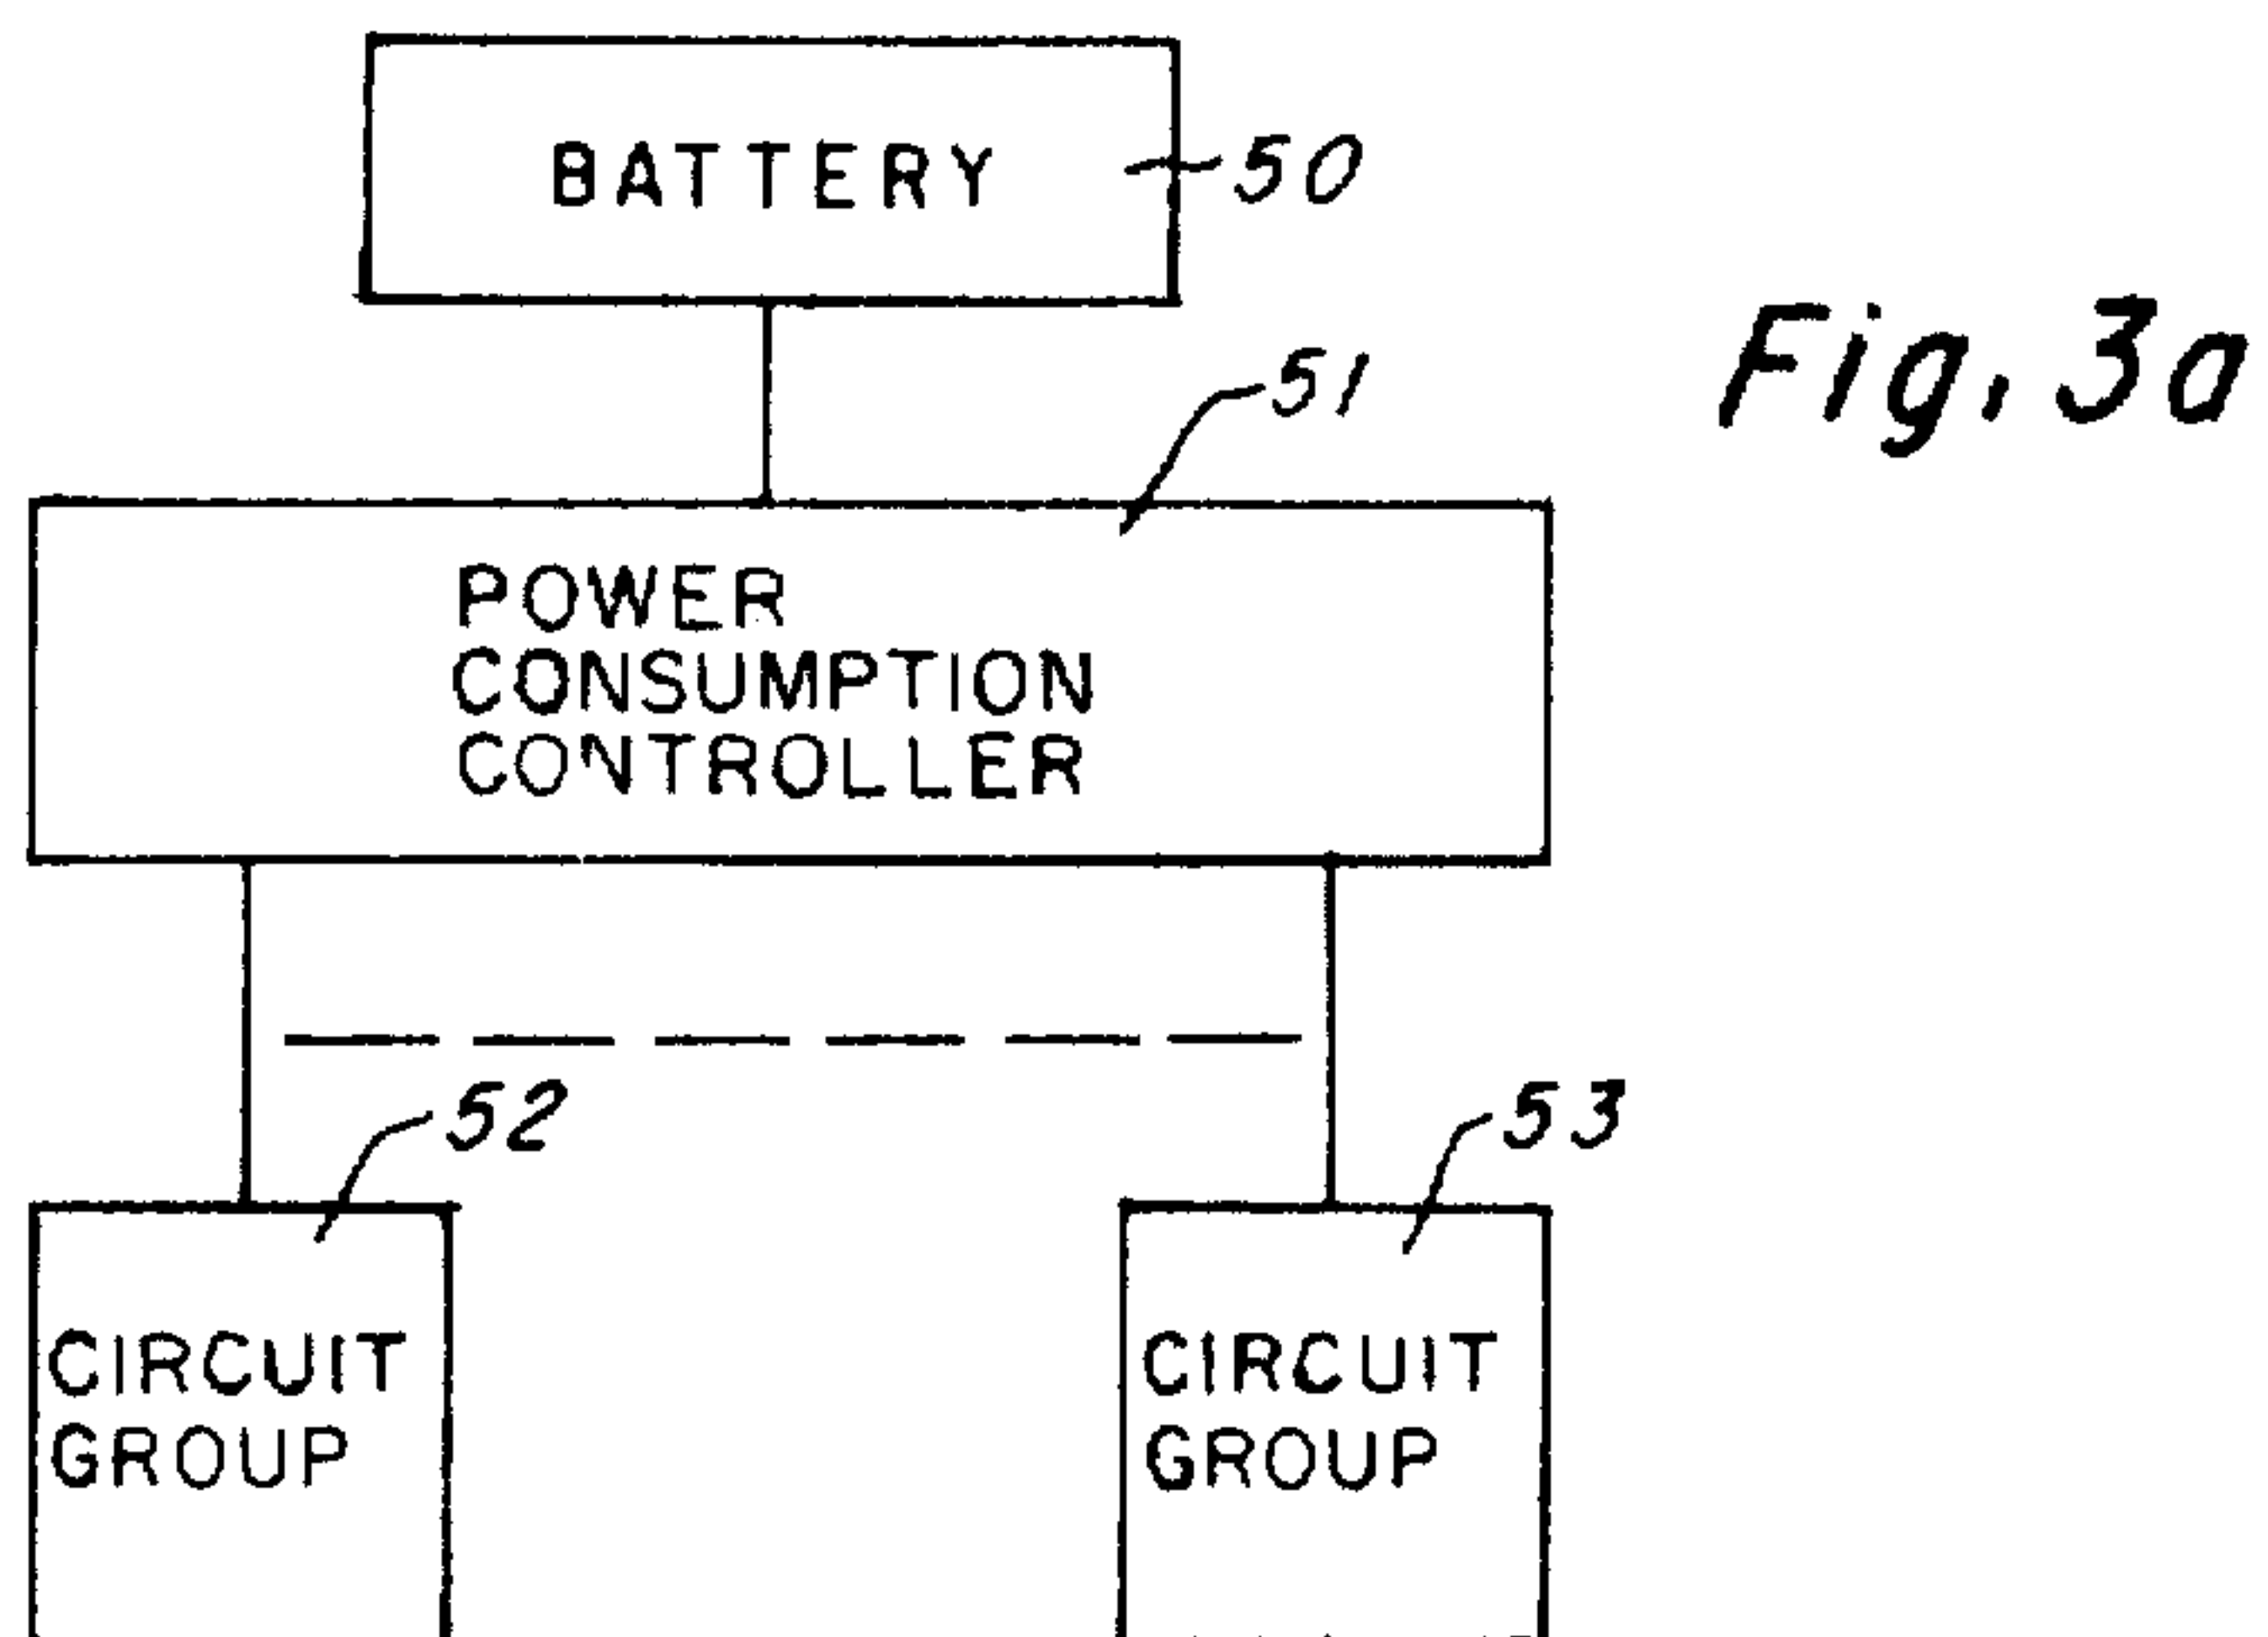 BATTERY
50
51
Fig. 3a
POWER
CONSUMPTION
CONTROLLER
52
53
CIRCUIT
GROUP
CIRCUIT
GROUP